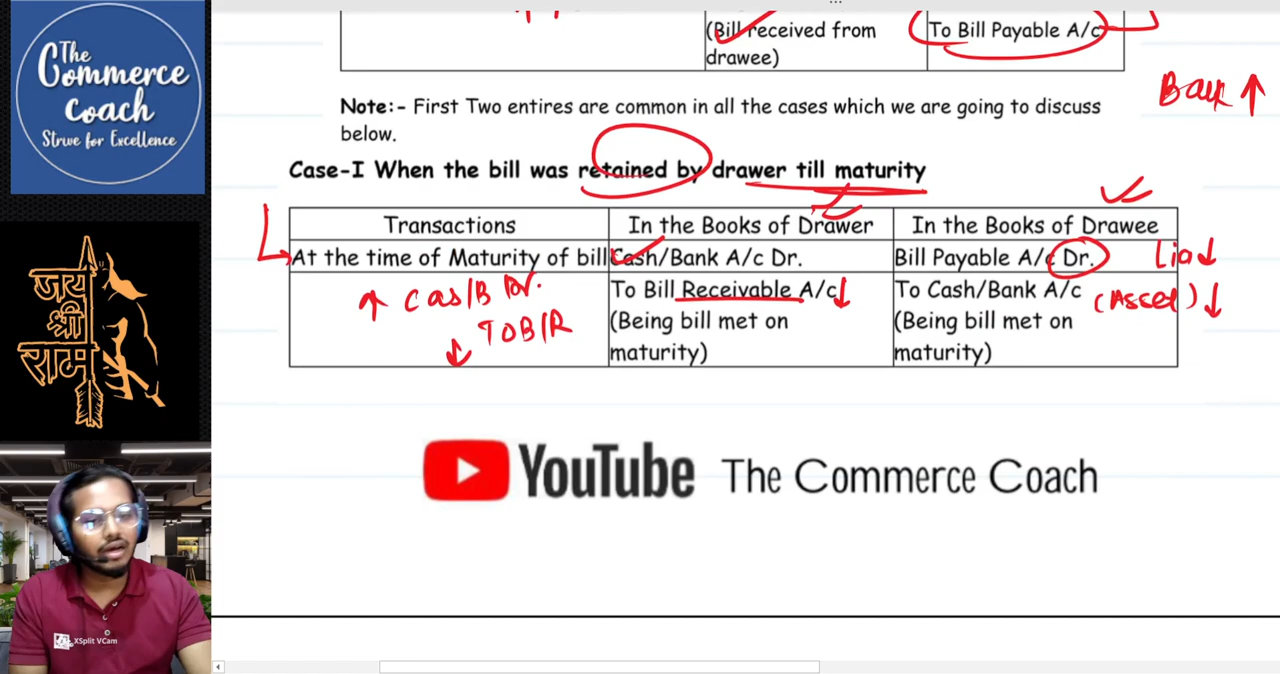 The
Commerce
Coach
Strive for Excellence
जय
श्री
राम
XSplit VCam
(Bill received from
drawee)
To Bill Payable A/c
Note:- First Two entires are common in all the cases which we are going to discuss
below.
Case-I When the bill was retained by drawer till maturity
Transactions
In the Books of Drawer
In the Books of Drawee
At the time of Maturity of bill
Cash/Bank A/c Dr.
Bill Payable A/c Dr.
Lia↓
↑ Cas/B Dr.
To Bill Receivable A/c
↓
To Cash/Bank A/c
(Asset) ↓
↓ To B/R
(Being bill met on
maturity)
(Being bill met on
maturity)
YouTube The Commerce Coach